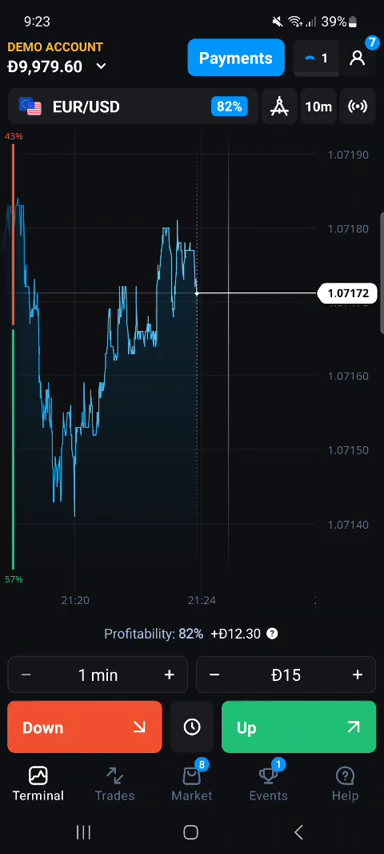 9:23
39%
DEMO ACCOUNT
Đ9,979.60
Payments
1
7
EUR/USD
82%
10m
43%
1.07190
1.07180
1.07172
1.07160
1.07150
1.07140
57%
21:20
21:24
Profitability: 82% +Đ12.30 ?
− 1 min +
− Đ15 +
Down
Up
8
1
Terminal
Trades
Market
Events
Help